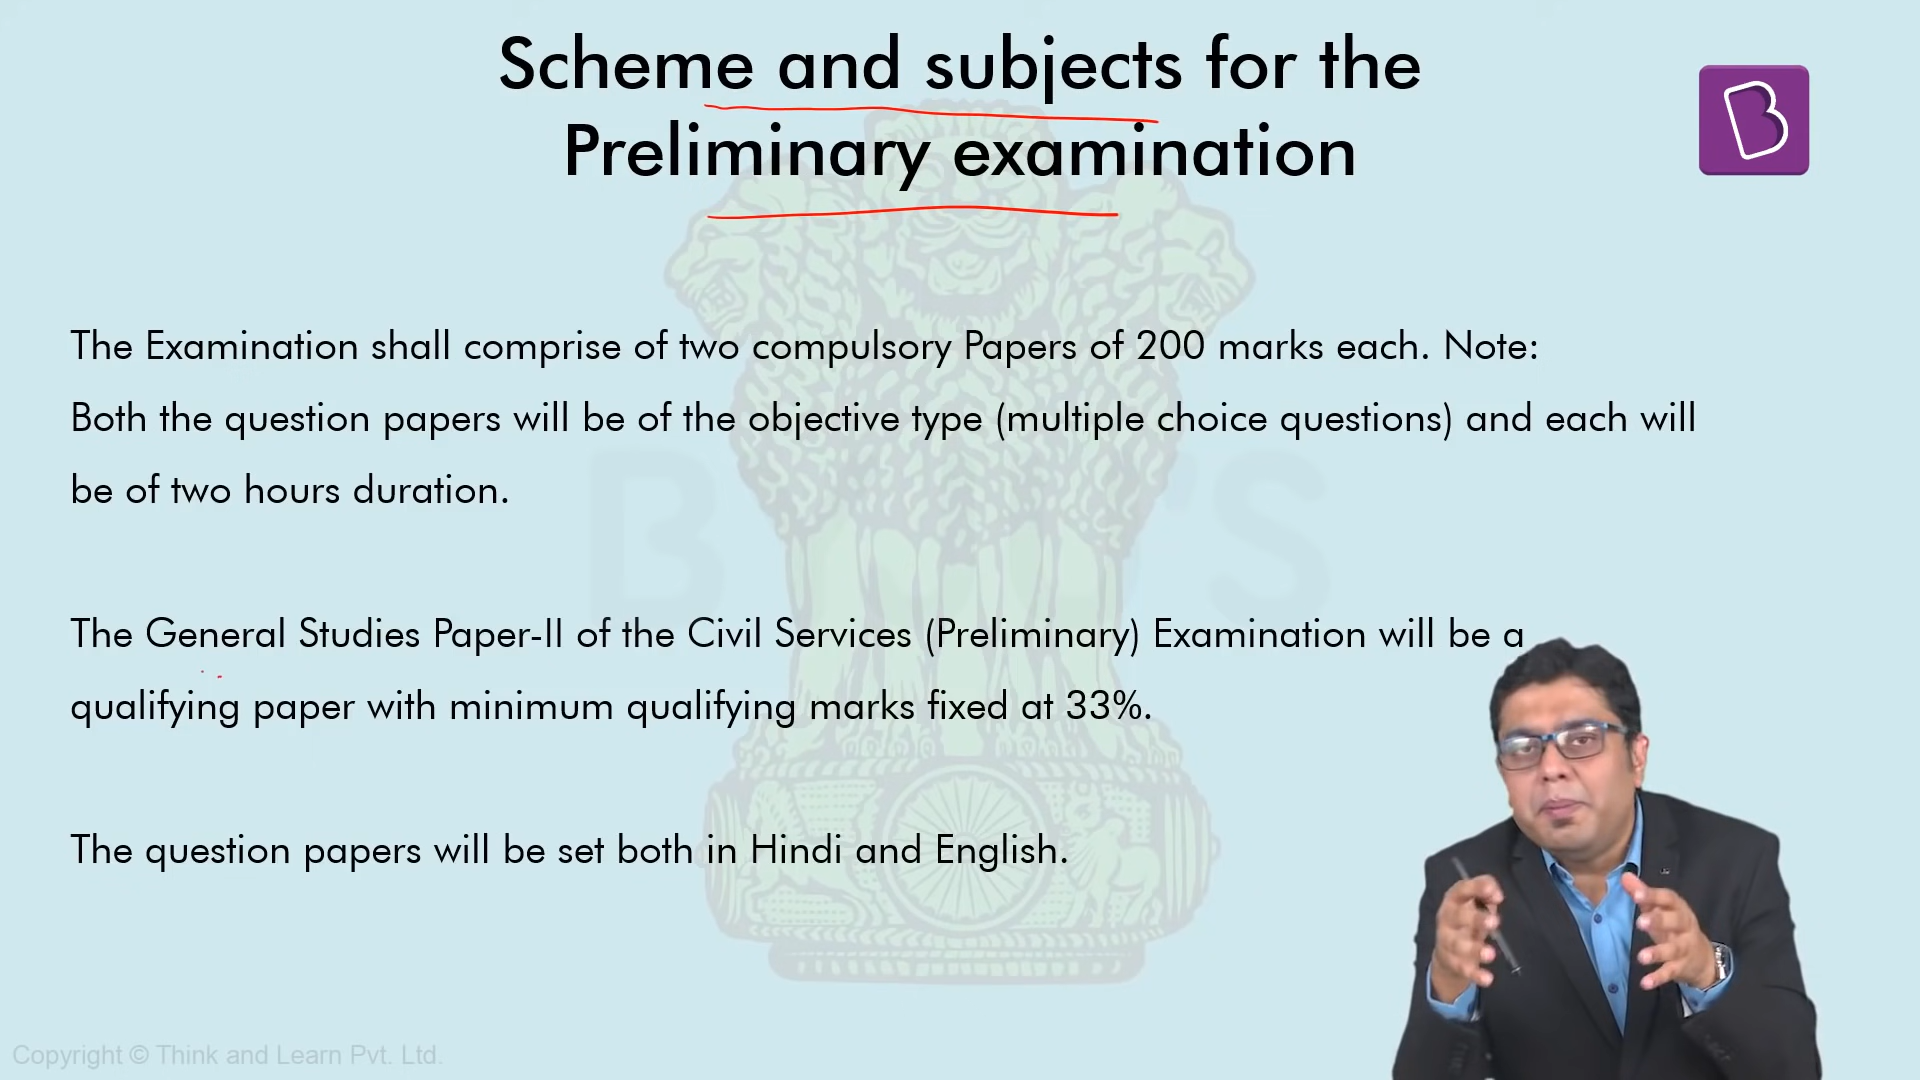 Scheme and subjects for the
Preliminary examination
The Examination shall comprise of two compulsory Papers of 200 marks each. Note:
Both the question papers will be of the objective type (multiple choice questions) and each will
be of two hours duration.
The General Studies Paper-II of the Civil Services (Preliminary) Examination will be a
qualifying paper with minimum qualifying marks fixed at 33%.
The question papers will be set both in Hindi and English.
Copyright © Think and Learn Pvt. Ltd.